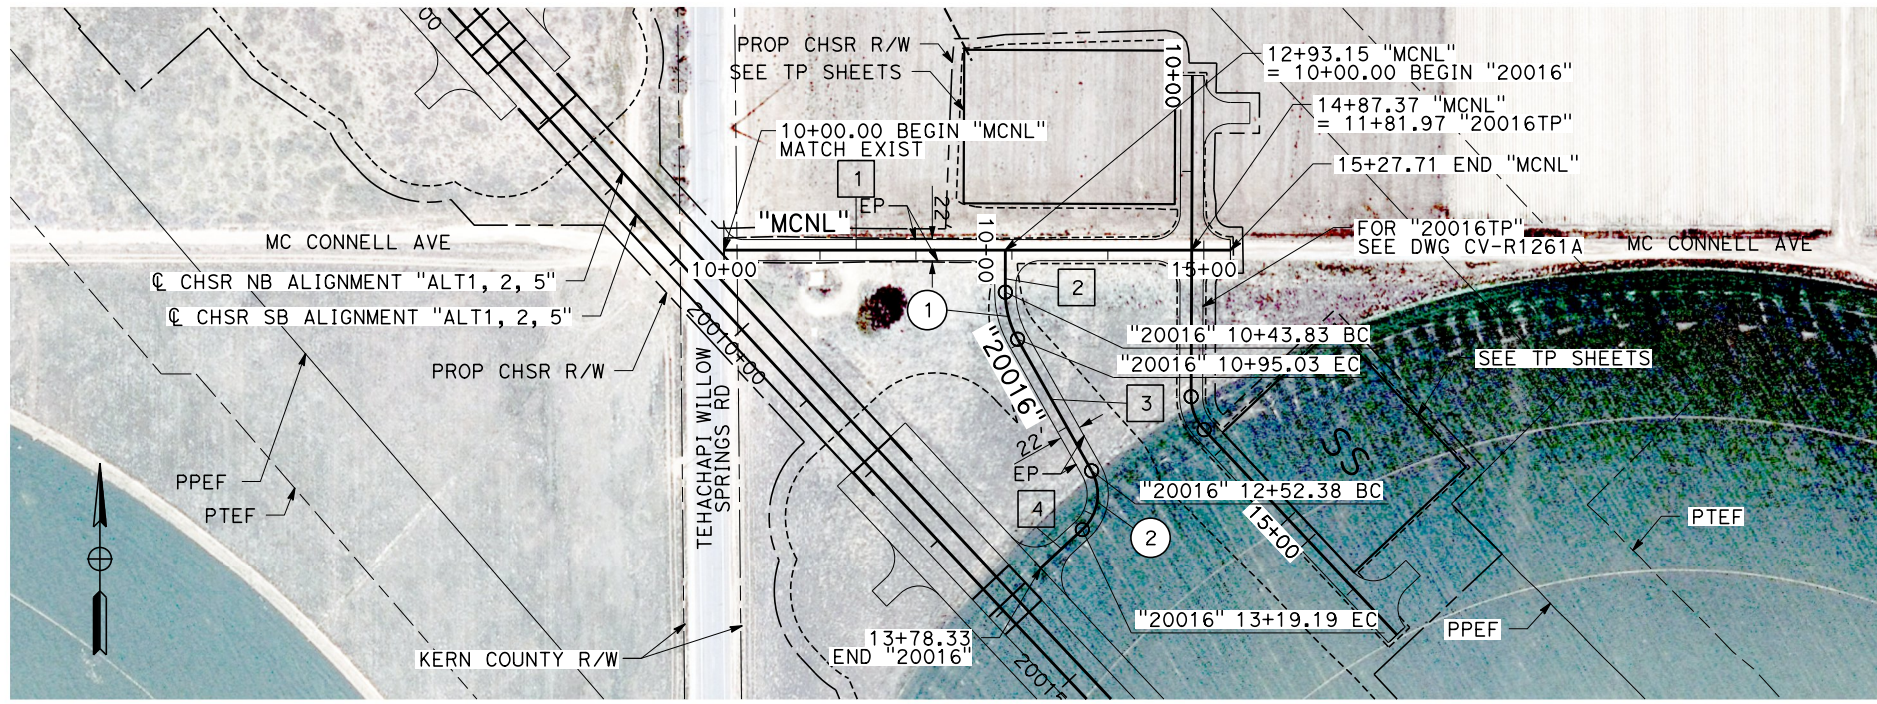 00
PROP CHSR R/W
SEE TP SHEETS
10+00
12+93.15 "MCNL"
= 10+00.00 BEGIN "20016"
14+87.37 "MCNL"
= 11+81.97 "20016TP"
10+00.00 BEGIN "MCNL"
MATCH EXIST
15+27.71 END "MCNL"
1
EP
22
"MCNL"
10+00
FOR "20016TP"
SEE DWG CV-R1261A
MC CONNELL AVE
MC CONNELL AVE
10+00
15+00
℄ CHSR NB ALIGNMENT "ALT1, 2, 5"
2
℄ CHSR SB ALIGNMENT "ALT1, 2, 5"
1
20010+00
"20016" 10+43.83 BC
"20016" 10+95.03 EC
SEE TP SHEETS
PROP CHSR R/W
TEHACHAPI WILLOW
SPRINGS RD
"20016"
3
22
EP
SS
PPEF
PTEF
"20016" 12+52.38 BC
4
2
15+00
PTEF
"20016" 13+19.19 EC
PPEF
13+78.33
END "20016"
KERN COUNTY R/W
20015